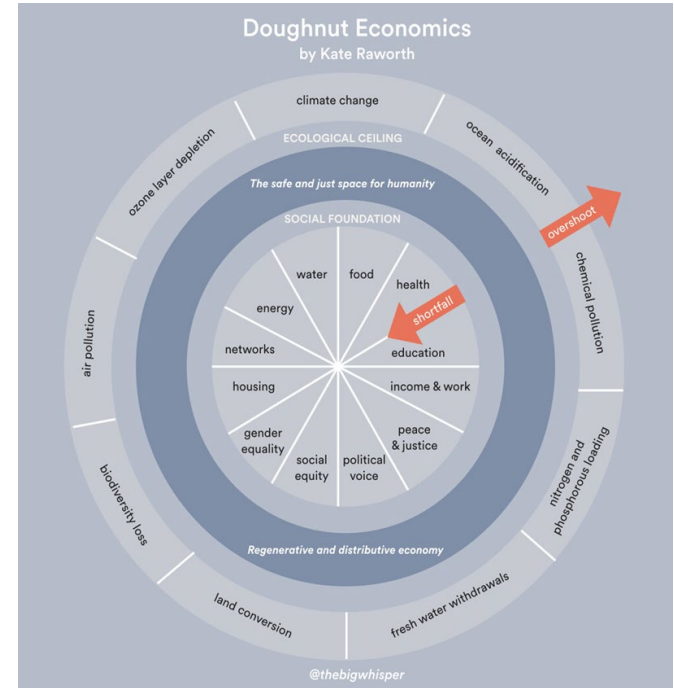 Doughnut Economics
by Kate Raworth
climate change
ocean acidification
chemical pollution
nitrogen and
phosphorous loading
fresh water withdrawals
land conversion
biodiversity loss
air pollution
ozone layer depletion
ECOLOGICAL CEILING
overshoot
The safe and just space for humanity
SOCIAL FOUNDATION
water
food
health
shortfall
education
income & work
peace
& justice
political
voice
social
equity
gender
equality
housing
networks
energy
Regenerative and distributive economy
@thebigwhisper